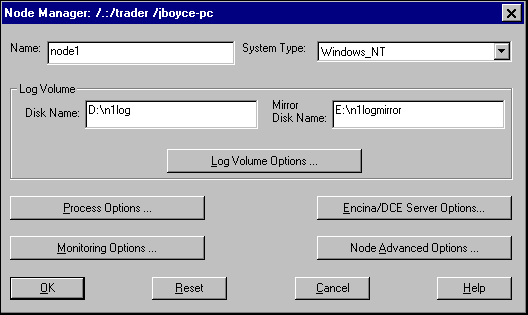 Node Manager: /.:/trader /jboyce-pc
Name: node1 System Type: Windows_NT
Log Volume
Disk Name: D:\n1log Mirror Disk Name: E:\n1logmirror
Log Volume Options ...
Process Options ... Encina/DCE Server Options...
Monitoring Options ... Node Advanced Options ...
OK Reset Cancel Help